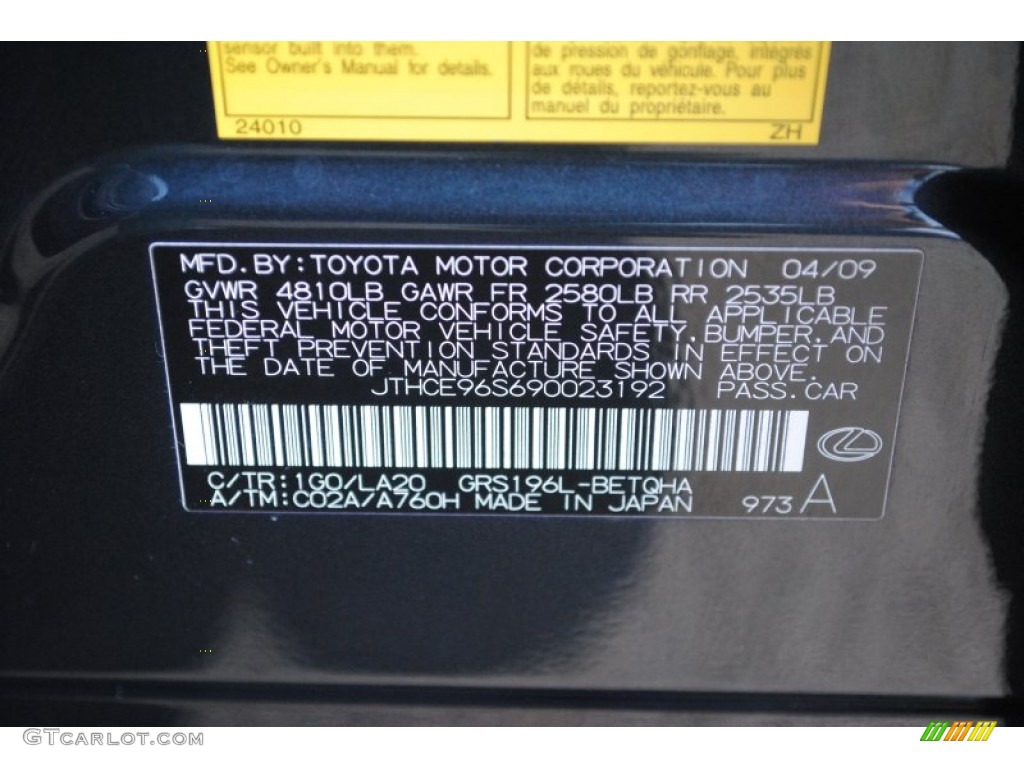 sensor built into them.
See Owner's Manual for details.
de pression de gonflage, intégrés
aux roues du véhicule. Pour plus
de détails, reportez-vous au
manuel du propriétaire.
24010
ZH
MFD.BY:TOYOTA MOTOR CORPORATION 04/09
GVWR 4810LB GAWR FR 2580LB RR 2535LB
THIS VEHICLE CONFORMS TO ALL APPLICABLE
FEDERAL MOTOR VEHICLE SAFETY,BUMPER,AND
THEFT PREVENTION STANDARDS IN EFFECT ON
THE DATE OF MANUFACTURE SHOWN ABOVE.
JTHCE96S690023192 PASS.CAR
C/TR:1G0/LA20 GRS196L-BETQHA
A/TM:C02A/A760H MADE IN JAPAN 973 A
GTCarLot.com